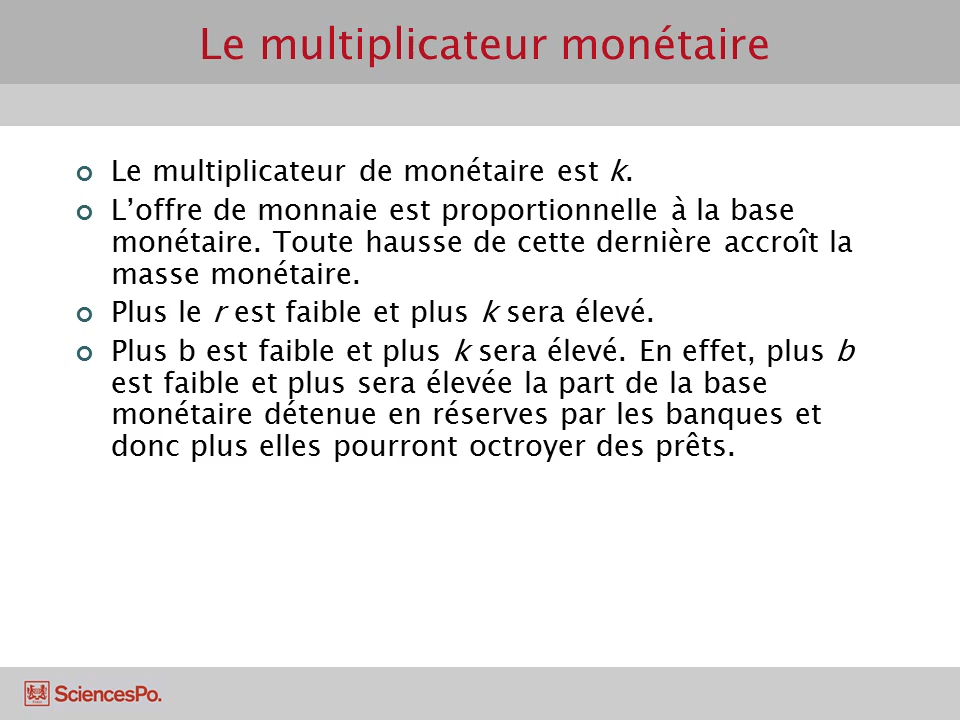 Le multiplicateur monétaire
Le multiplicateur de monétaire est k.
L’offre de monnaie est proportionnelle à la base
monétaire. Toute hausse de cette dernière accroît la
masse monétaire.
Plus le r est faible et plus k sera élevé.
Plus b est faible et plus k sera élevé. En effet, plus b
est faible et plus sera élevée la part de la base
monétaire détenue en réserves par les banques et
donc plus elles pourront octroyer des prêts.
SciencesPo.